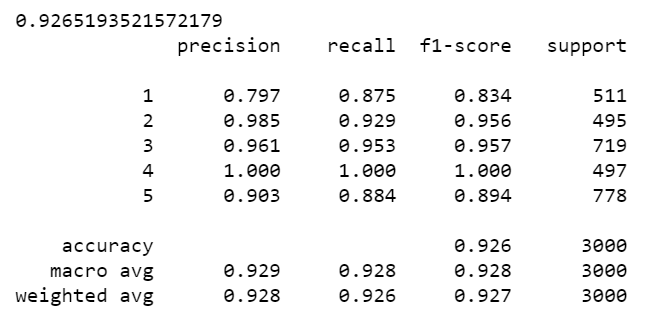 0.9265193521572179
precision recall f1-score support
1 0.797 0.875 0.834 511
2 0.985 0.929 0.956 495
3 0.961 0.953 0.957 719
4 1.000 1.000 1.000 497
5 0.903 0.884 0.894 778
accuracy 0.926 3000
macro avg 0.929 0.928 0.928 3000
weighted avg 0.928 0.926 0.927 3000